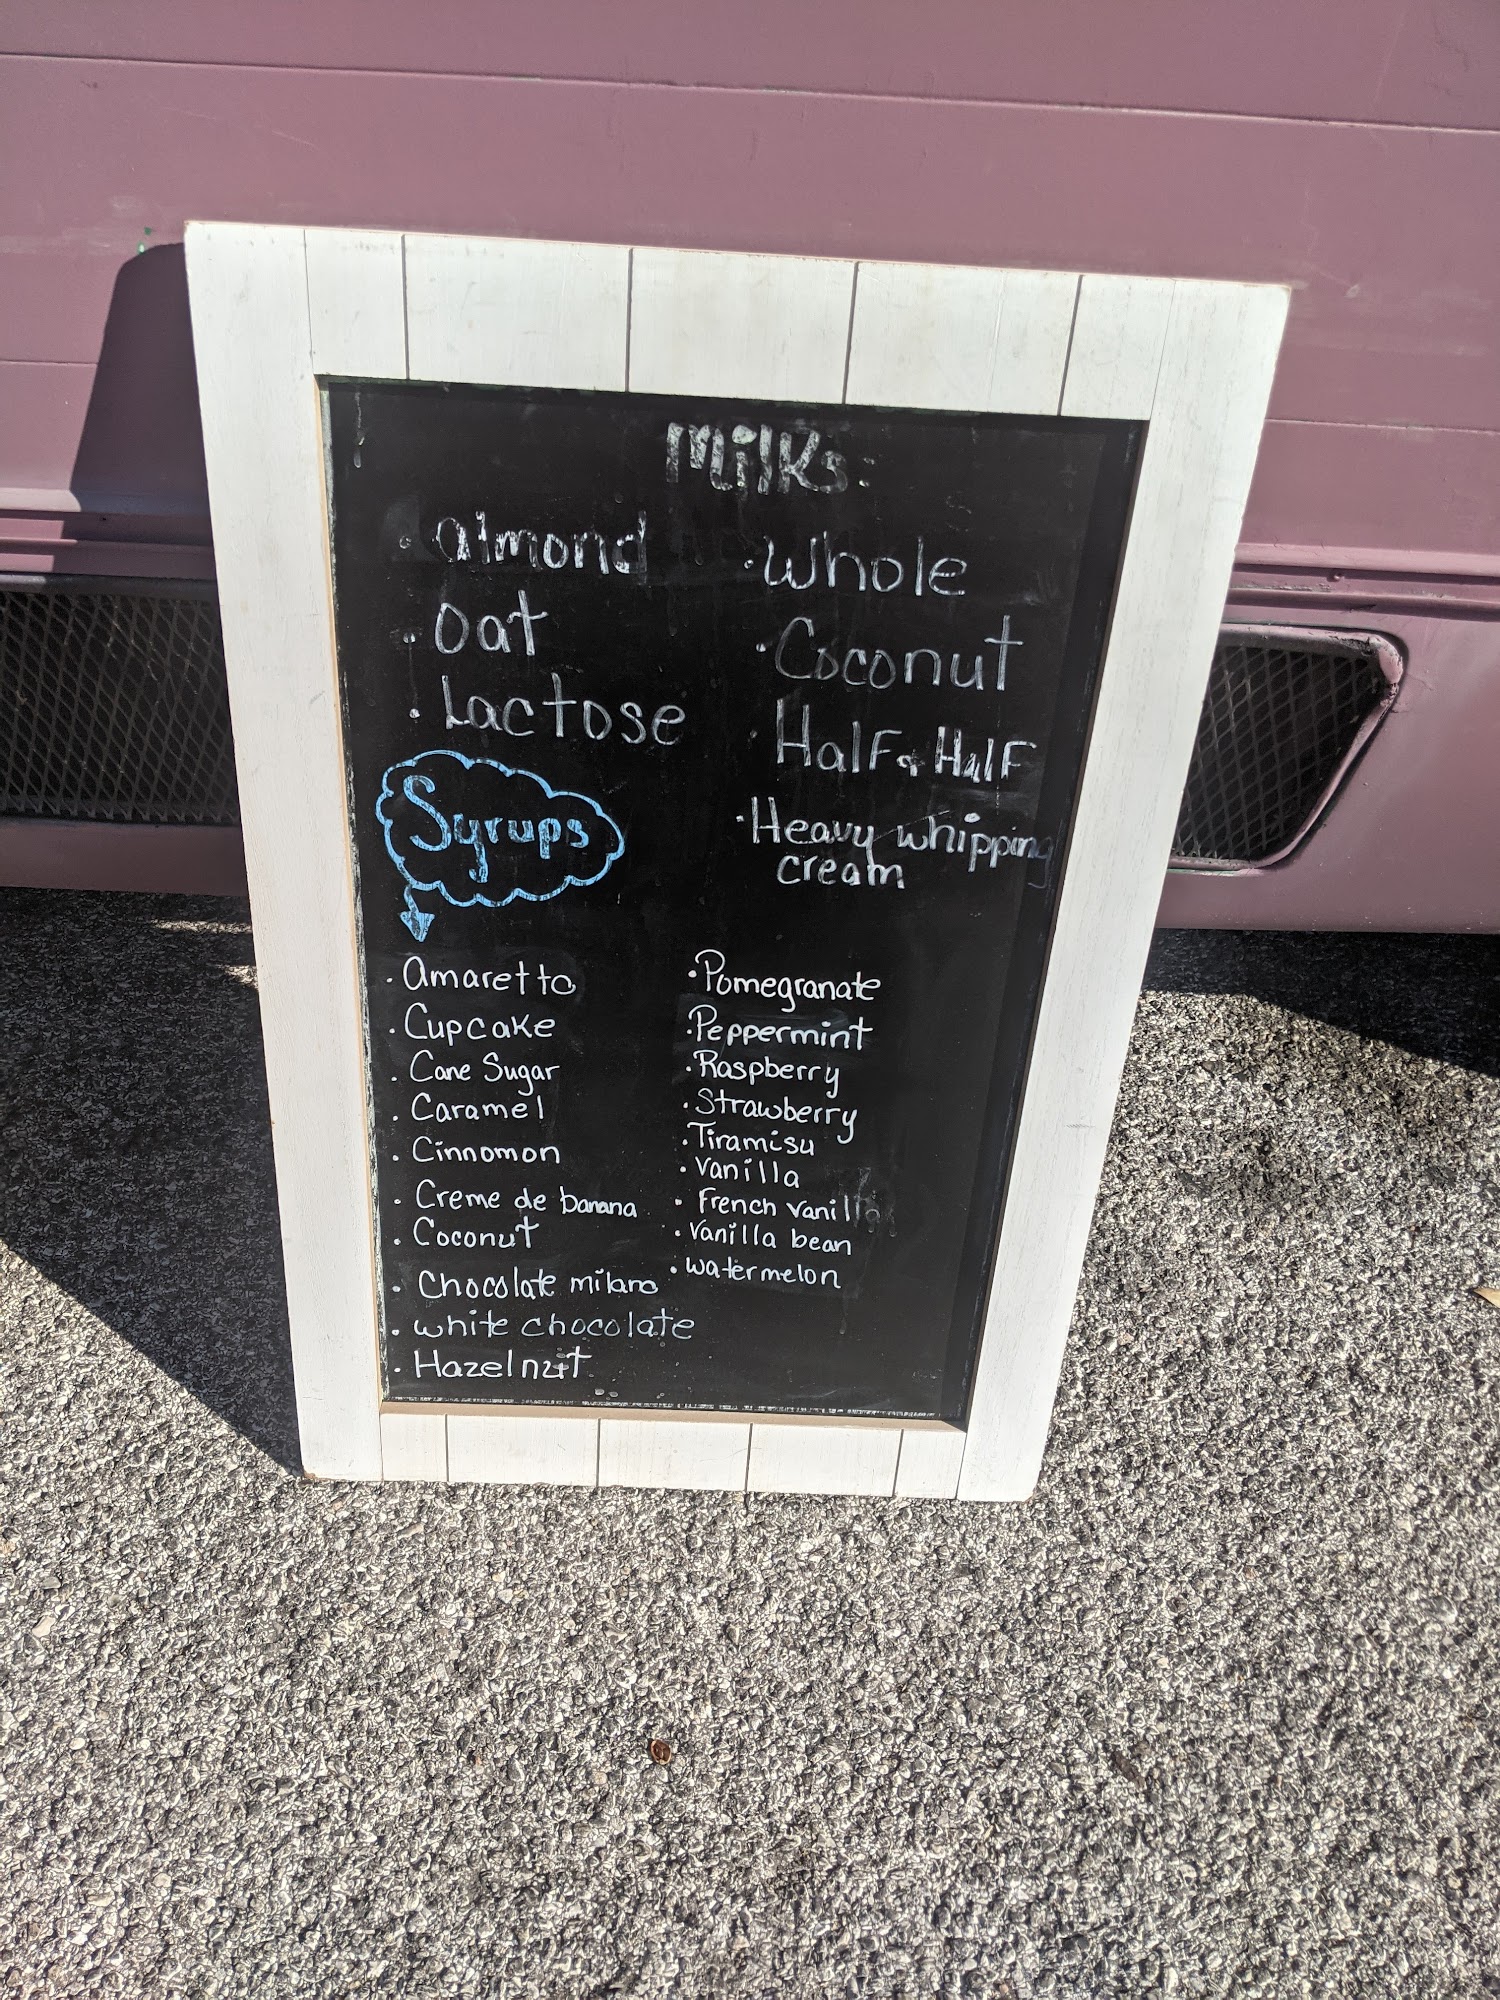 Milks:
· almond
· Oat
· Lactose
· Whole
· Coconut
· Half & Half
· Heavy whipping
cream
Syrups
· Amaretto
· Cupcake
· Cane Sugar
· Caramel
· Cinnomon
· Creme de banana
· Coconut
· Chocolate milano
· white chocolate
· Hazelnut
· Pomegranate
· Peppermint
· Raspberry
· Strawberry
· Tiramisu
· Vanilla
· French vanilla
· Vanilla bean
· watermelon